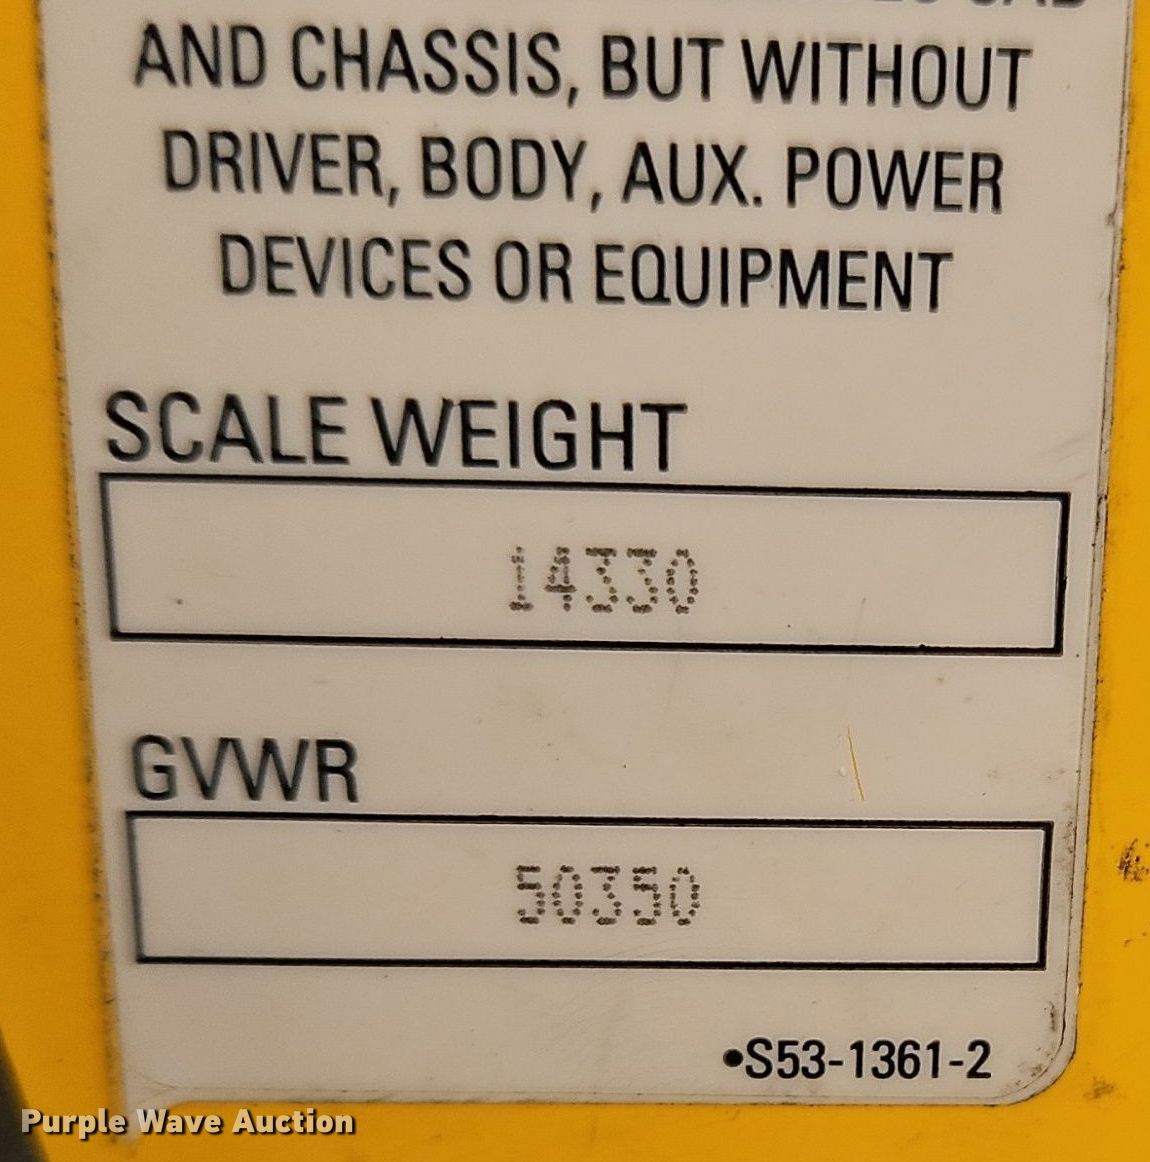 AND CHASSIS, BUT WITHOUT
DRIVER, BODY, AUX. POWER
DEVICES OR EQUIPMENT
SCALE WEIGHT
14330
GVWR
50350
•S53-1361-2
Purple Wave Auction